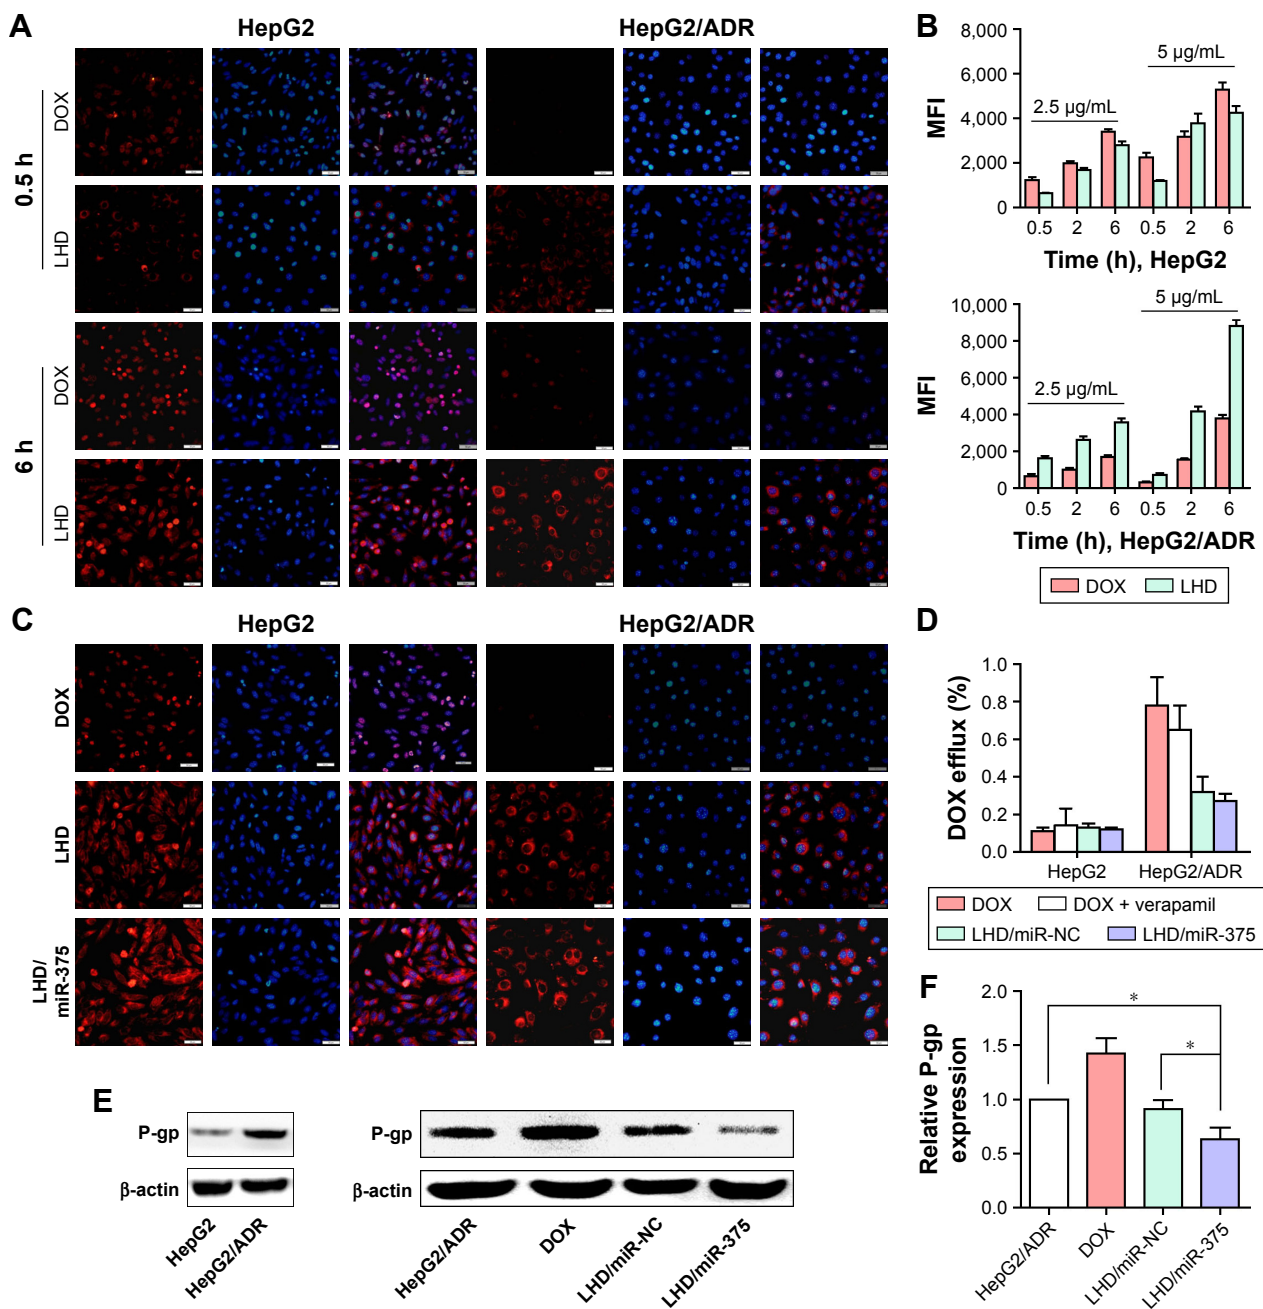 A
HepG2
HepG2/ADR
0.5 h
DOX
LHD
6 h
DOX
LHD
B
MFI
8,000
6,000
4,000
2,000
0
2.5 µg/mL
5 µg/mL
0.5 2 6 0.5 2 6
Time (h), HepG2
MFI
10,000
8,000
6,000
4,000
2,000
0
2.5 µg/mL
5 µg/mL
0.5 2 6 0.5 2 6
Time (h), HepG2/ADR
DOX LHD
C
HepG2
HepG2/ADR
DOX
LHD
LHD/
miR-375
D
DOX efflux (%)
1.0
0.8
0.6
0.4
0.2
0.0
HepG2 HepG2/ADR
DOX DOX + verapamil
LHD/miR-NC LHD/miR-375
E
P-gp
β-actin
HepG2
HepG2/ADR
P-gp
β-actin
HepG2/ADR
DOX
LHD/miR-NC
LHD/miR-375
F
Relative P-gp
expression
2.0
1.5
1.0
0.5
0.0
*
*
HepG2/ADR
DOX
LHD/miR-NC
LHD/miR-375